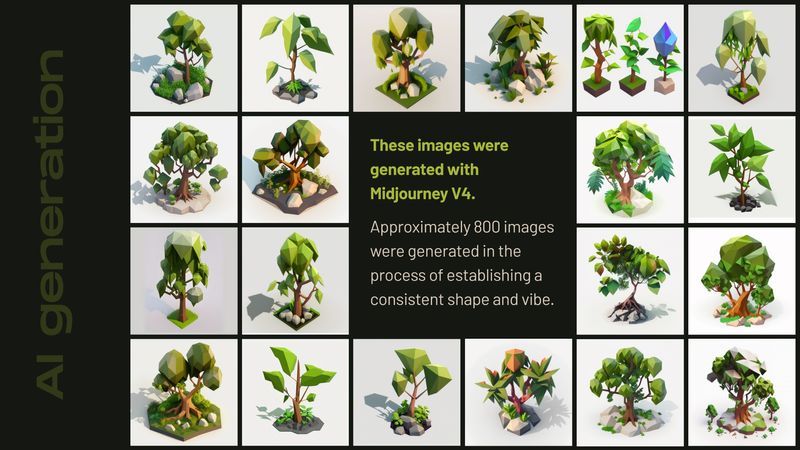 AI generation
These images were
generated with
Midjourney V4.
Approximately 800 images
were generated in the
process of establishing a
consistent shape and vibe.